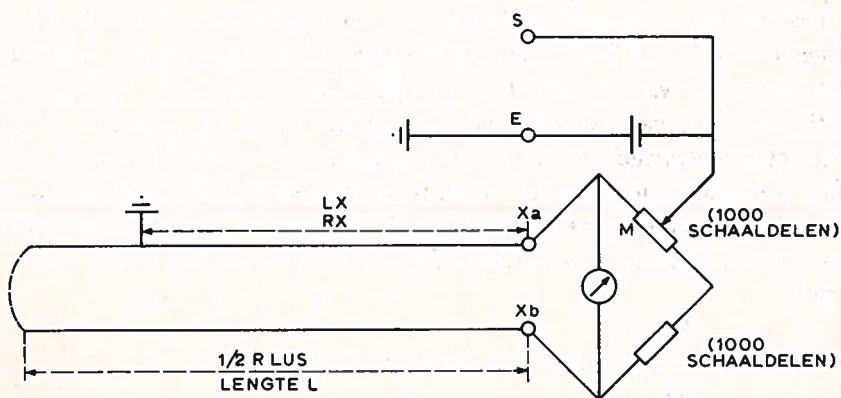 S
E
LX
RX
Xa
M
(1000
SCHAALDELEN)
Xb
(1000
SCHAALDELEN)
1/2 R LUS
LENGTE L